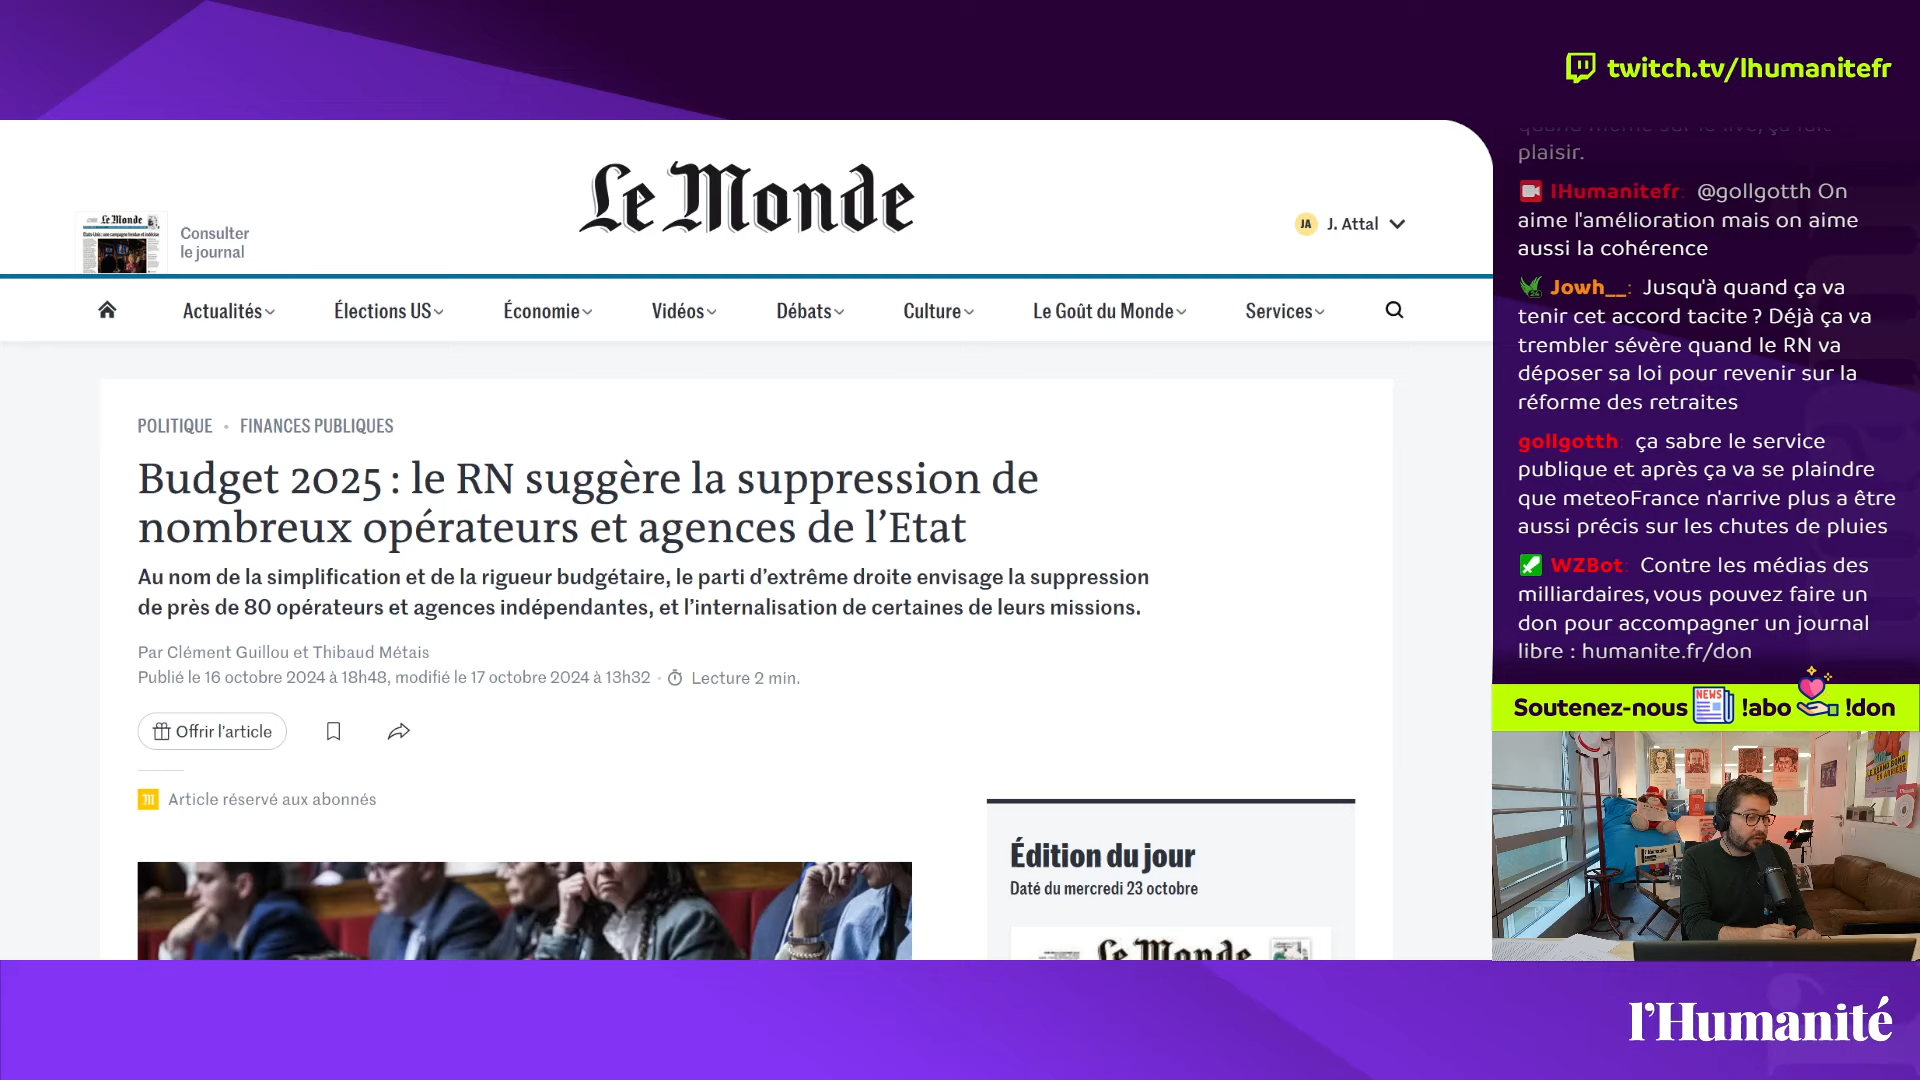 twitch.tv/lhumanitefr
plaisir.
lHumanitefr: @gollgotth On
aime l'amélioration mais on aime
aussi la cohérence
Jowh__: Jusqu'à quand ça va
tenir cet accord tacite ? Déjà ça va
trembler sévère quand le RN va
déposer sa loi pour revenir sur la
réforme des retraites
gollgotth: ça sabre le service
publique et après ça va se plaindre
que meteoFrance n'arrive plus a être
aussi précis sur les chutes de pluies
WZBot: Contre les médias des
milliardaires, vous pouvez faire un
don pour accompagner un journal
libre : humanite.fr/don
Soutenez-nous NEWS !abo !don
Le Monde
Le Monde
Consulter
le journal
JA J. Attal
Actualités Élections US Économie Vidéos Débats Culture Le Goût du Monde Services
POLITIQUE • FINANCES PUBLIQUES
Budget 2025 : le RN suggère la suppression de
nombreux opérateurs et agences de l'Etat
Au nom de la simplification et de la rigueur budgétaire, le parti d'extrême droite envisage la suppression
de près de 80 opérateurs et agences indépendantes, et l'internalisation de certaines de leurs missions.
Par Clément Guillou et Thibaud Métais
Publié le 16 octobre 2024 à 18h48, modifié le 17 octobre 2024 à 13h32 • Lecture 2 min.
Offrir l'article
Article réservé aux abonnés
Édition du jour
Daté du mercredi 23 octobre
Le Monde
l'Humanité
l'Humanité